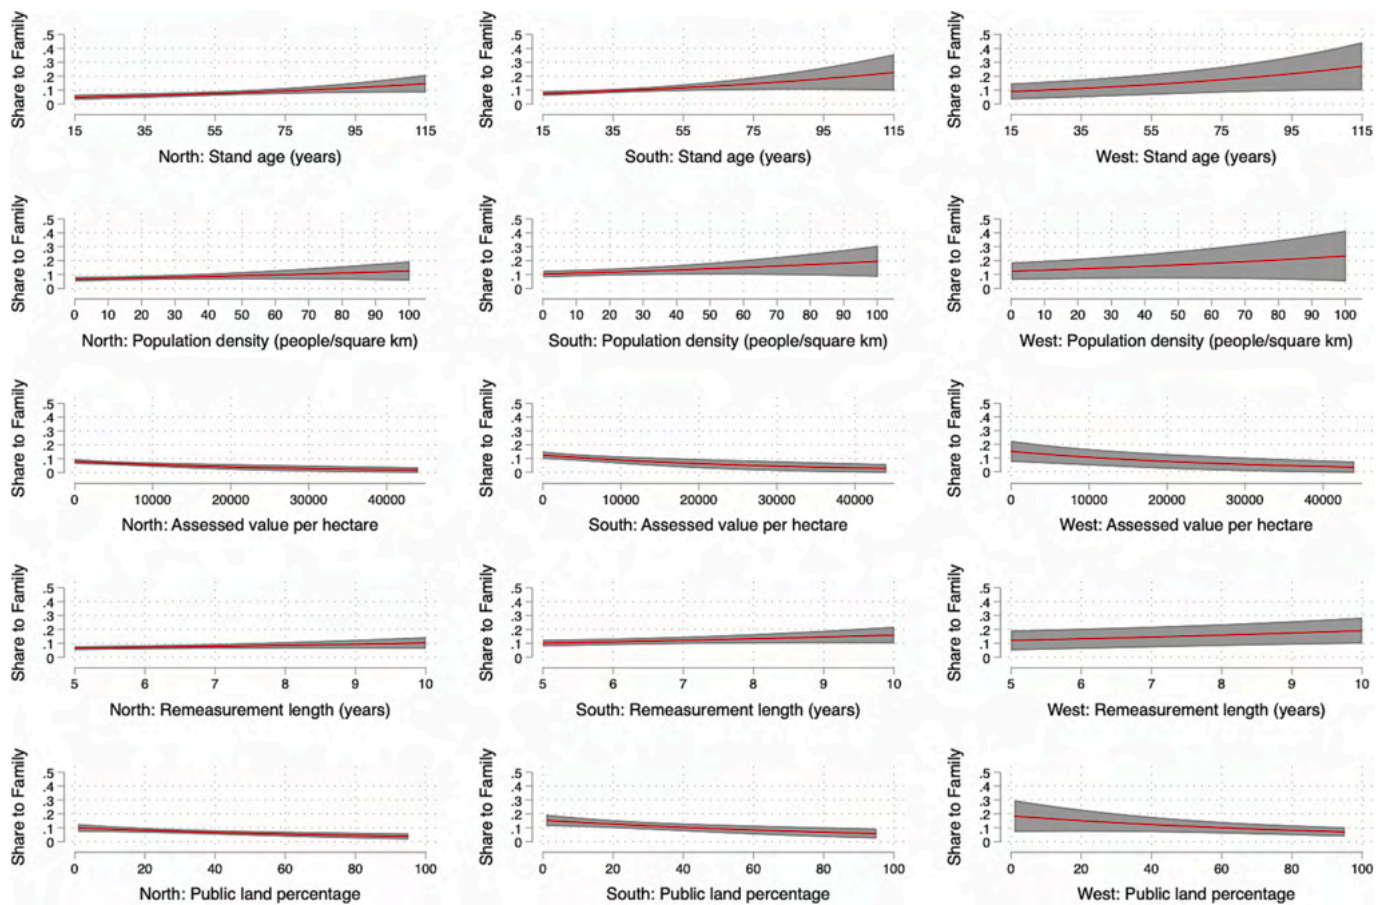 Share to Family
.5
.4
.3
.2
.1
0
15 35 55 75 95 115
North: Stand age (years)
Share to Family
.5
.4
.3
.2
.1
0
15 35 55 75 95 115
South: Stand age (years)
Share to Family
.5
.4
.3
.2
.1
0
15 35 55 75 95 115
West: Stand age (years)
Share to Family
.5
.4
.3
.2
.1
0
0 10 20 30 40 50 60 70 80 90 100
North: Population density (people/square km)
Share to Family
.5
.4
.3
.2
.1
0
0 10 20 30 40 50 60 70 80 90 100
South: Population density (people/square km)
Share to Family
.5
.4
.3
.2
.1
0
0 10 20 30 40 50 60 70 80 90 100
West: Population density (people/square km)
Share to Family
.5
.4
.3
.2
.1
0
0 10000 20000 30000 40000
North: Assessed value per hectare
Share to Family
.5
.4
.3
.2
.1
0
0 10000 20000 30000 40000
South: Assessed value per hectare
Share to Family
.5
.4
.3
.2
.1
0
0 10000 20000 30000 40000
West: Assessed value per hectare
Share to Family
.5
.4
.3
.2
.1
0
5 6 7 8 9 10
North: Remeasurement length (years)
Share to Family
.5
.4
.3
.2
.1
0
5 6 7 8 9 10
South: Remeasurement length (years)
Share to Family
.5
.4
.3
.2
.1
0
5 6 7 8 9 10
West: Remeasurement length (years)
Share to Family
.5
.4
.3
.2
.1
0
0 20 40 60 80 100
North: Public land percentage
Share to Family
.5
.4
.3
.2
.1
0
0 20 40 60 80 100
South: Public land percentage
Share to Family
.5
.4
.3
.2
.1
0
0 20 40 60 80 100
West: Public land percentage